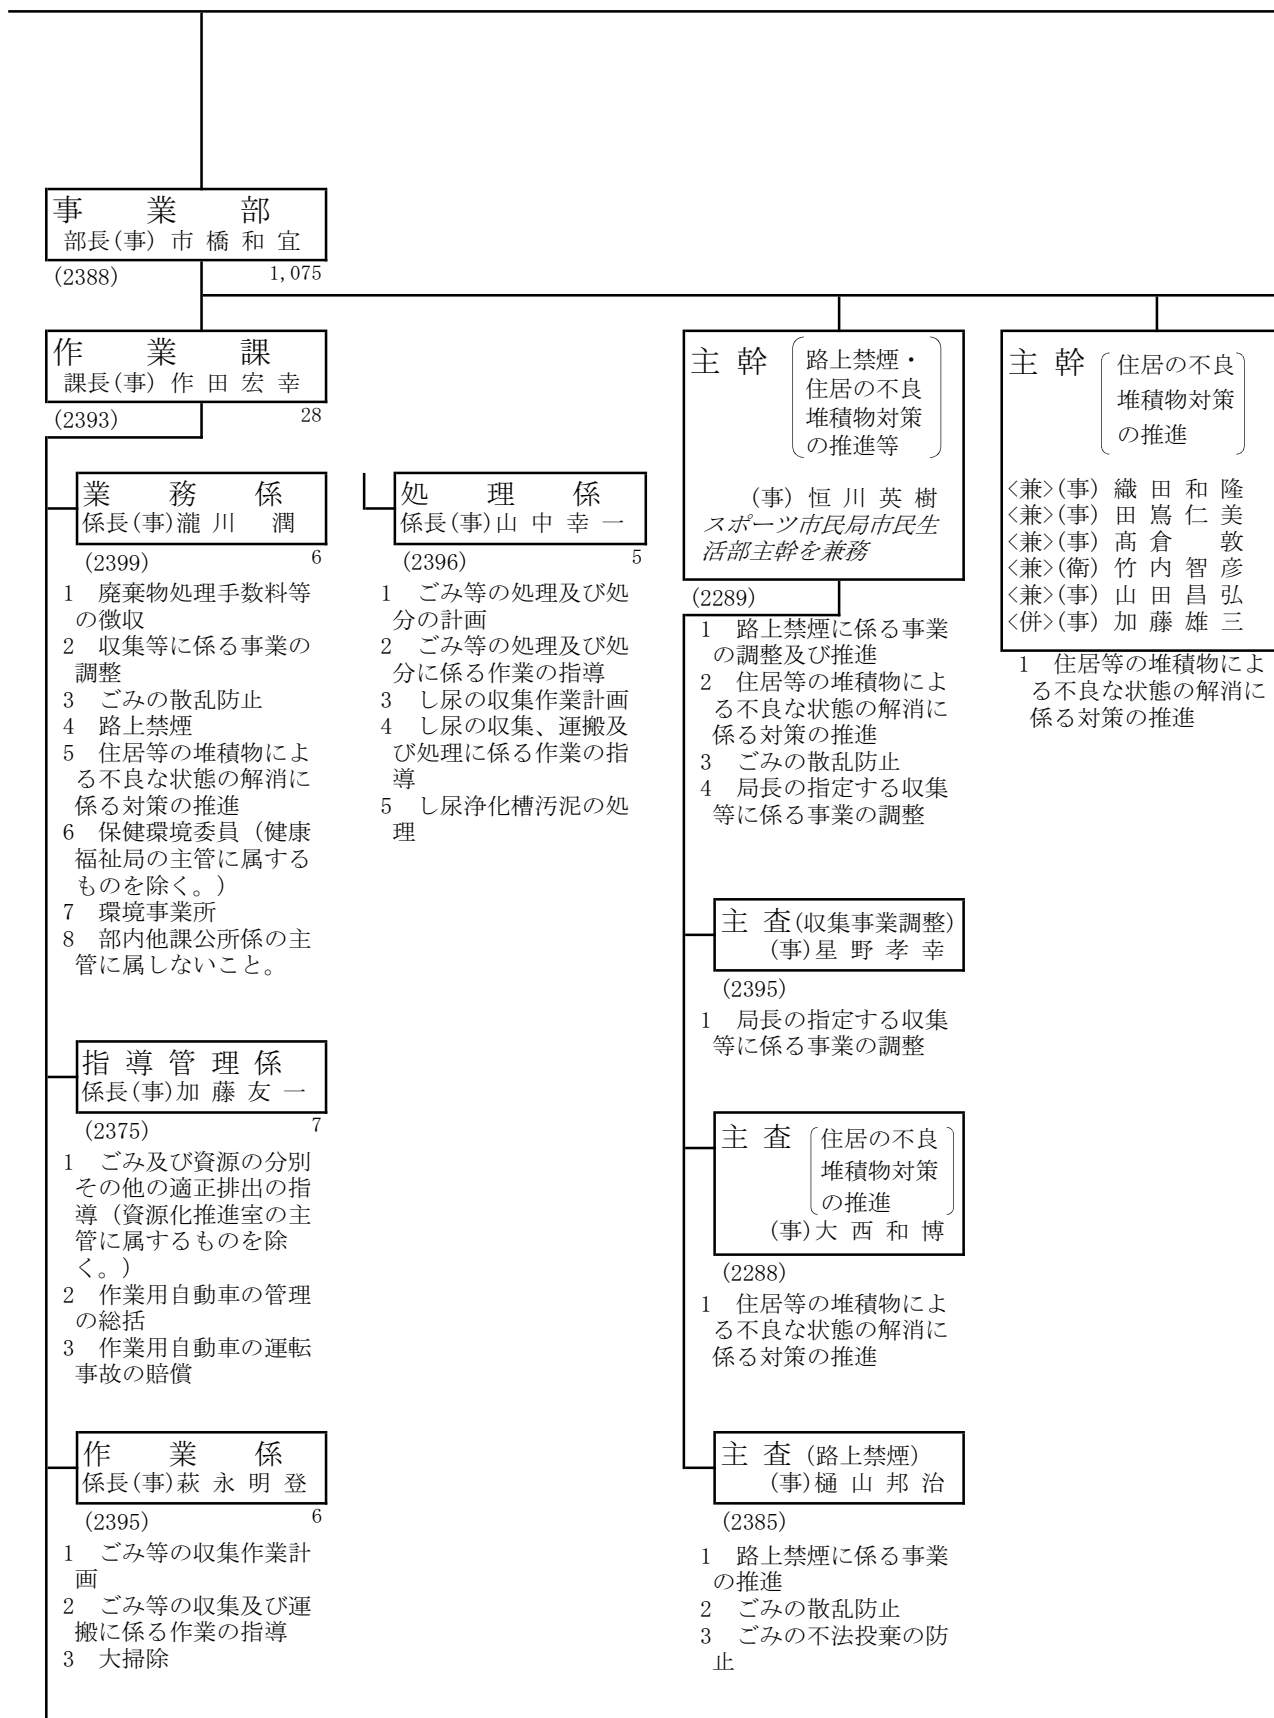 事　業　部
部長(事) 市 橋 和 宜
(2388)
1,075
作　業　課
課長(事) 作 田 宏 幸
(2393)
28
業　務　係
係長(事)瀧 川　潤
(2399)
6
1　廃棄物処理手数料等
の徴収
2　収集等に係る事業の
調整
3　ごみの散乱防止
4　路上禁煙
5　住居等の堆積物によ
る不良な状態の解消に
係る対策の推進
6　保健環境委員（健康
福祉局の主管に属する
ものを除く。）
7　環境事業所
8　部内他課公所係の主
管に属しないこと。
指 導 管 理 係
係長(事)加 藤 友 一
(2375)
7
1　ごみ及び資源の分別
その他の適正排出の指
導（資源化推進室の主
管に属するものを除
く。）
2　作業用自動車の管理
の総括
3　作業用自動車の運転
事故の賠償
作　業　係
係長(事)萩 永 明 登
(2395)
6
1　ごみ等の収集作業計
画
2　ごみ等の収集及び運
搬に係る作業の指導
3　大掃除
処　理　係
係長(事)山 中 幸 一
(2396)
5
1　ごみ等の処理及び処
分の計画
2　ごみ等の処理及び処
分に係る作業の指導
3　し尿の収集作業計画
4　し尿の収集、運搬及
び処理に係る作業の指
導
5　し尿浄化槽汚泥の処
理
主 幹
路上禁煙・
住居の不良
堆積物対策
の推進等
(事) 恒 川 英 樹
スポーツ市民局市民生
活部主幹を兼務
(2289)
1　路上禁煙に係る事業
の調整及び推進
2　住居等の堆積物によ
る不良な状態の解消に
係る対策の推進
3　ごみの散乱防止
4　局長の指定する収集
等に係る事業の調整
主 査(収集事業調整)
(事)星 野 孝 幸
(2395)
1　局長の指定する収集
等に係る事業の調整
主 査
住居の不良
堆積物対策
の推進
(事)大 西 和 博
(2288)
1　住居等の堆積物によ
る不良な状態の解消に
係る対策の推進
主 査 (路上禁煙)
(事)樋 山 邦 治
(2385)
1　路上禁煙に係る事業
の推進
2　ごみの散乱防止
3　ごみの不法投棄の防
止
主 幹
住居の不良
堆積物対策
の推進
<兼>(事) 織 田 和 隆
<兼>(事) 田 嶌 仁 美
<兼>(事) 髙 倉　敦
<兼>(衛) 竹 内 智 彦
<兼>(事) 山 田 昌 弘
<併>(事) 加 藤 雄 三
1　住居等の堆積物によ
る不良な状態の解消に
係る対策の推進